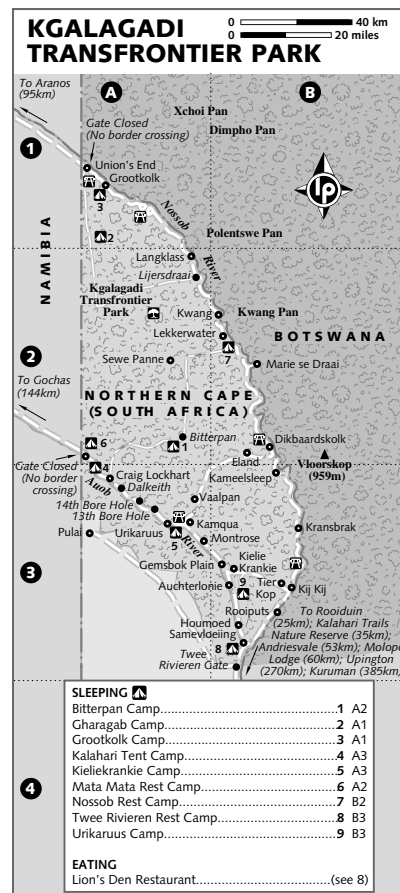 KGALAGADI
TRANSFRONTIER PARK
0 40 km
0 20 miles
To Aranos
(95km)
A
B
Xchoi Pan
Gate Closed
(No border crossing)
Dimpho Pan
1
Union's End
Grootkolk
3
lp
Nossob
2
Polentswe Pan
River
NAMIBIA
Langklass
Lijersdraai
Kgalagadi
Transfrontier
Park
Kwang
Kwang Pan
Lekkerwater
BOTSWANA
7
2
Sewe Panne
Marie se Draai
To Gochas
(144km)
NORTHERN CAPE
(SOUTH AFRICA)
Bitterpan
6
1
Dikbaardskolk
Eland
Vloorskop
(959m)
Gate Closed
(No border
crossing)
4
Craig Lockhart
Kameelsleep
Auob
Dalkeith
14th Bore Hole
13th Bore Hole
Vaalpan
Urikaruus
Kamqua
Kransbrak
Pulai
5
River
Montrose
3
Gemsbok Plain
Kielie
Krankie
Auchterlonie
9
Tier
Kop
Kij Kij
Rooiputs
Houmoed
Samevloeiing
To Rooiduin
(25km); Kalahari Trails
Nature Reserve (35km);
Andriesvale (53km); Molopo
Lodge (60km); Upington
(270km); Kuruman (385km)
8
Twee
Rivieren Gate
4
SLEEPING
Bitterpan Camp 1 A2
Gharagab Camp 2 A1
Grootkolk Camp 3 A1
Kalahari Tent Camp 4 A3
Kieliekrankie Camp 5 A3
Mata Mata Rest Camp 6 A2
Nossob Rest Camp 7 B2
Twee Rivieren Rest Camp 8 B3
Urikaruus Camp 9 B3
EATING
Lion's Den Restaurant (see 8)